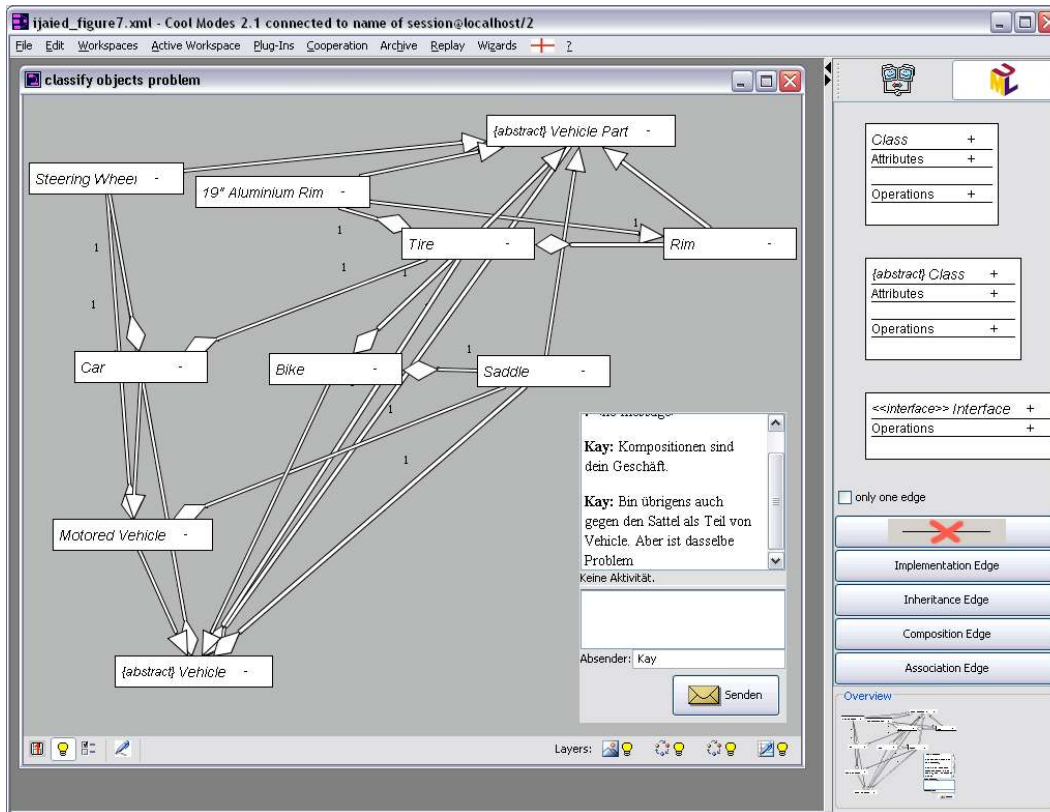 ijaied_figure7.xml - Cool Modes 2.1 connected to name of session@localhost/2
File Edit Workspaces Active Workspace Plug-Ins Cooperation Archive Replay Wizards ?
classify objects problem
{abstract} Vehicle Part -
Steering Wheel -
19" Aluminium Rim -
1
1
Tire -
Rim -
1
1
1
1
Car -
Bike -
1
Saddle -
1
1
Motored Vehicle -
{abstract} Vehicle -
Kay: Kompositionen sind
dein Geschäft.
Kay: Bin übrigens auch
gegen den Sattel als Teil von
Vehicle. Aber ist dasselbe
Problem
Keine Aktivität.
Absender: Kay
Senden
Layers:
UML
Class +
Attributes +
Operations +
{abstract} Class +
Attributes +
Operations +
<<interface>> Interface +
Operations +
only one edge
Implementation Edge
Inheritance Edge
Composition Edge
Association Edge
Overview